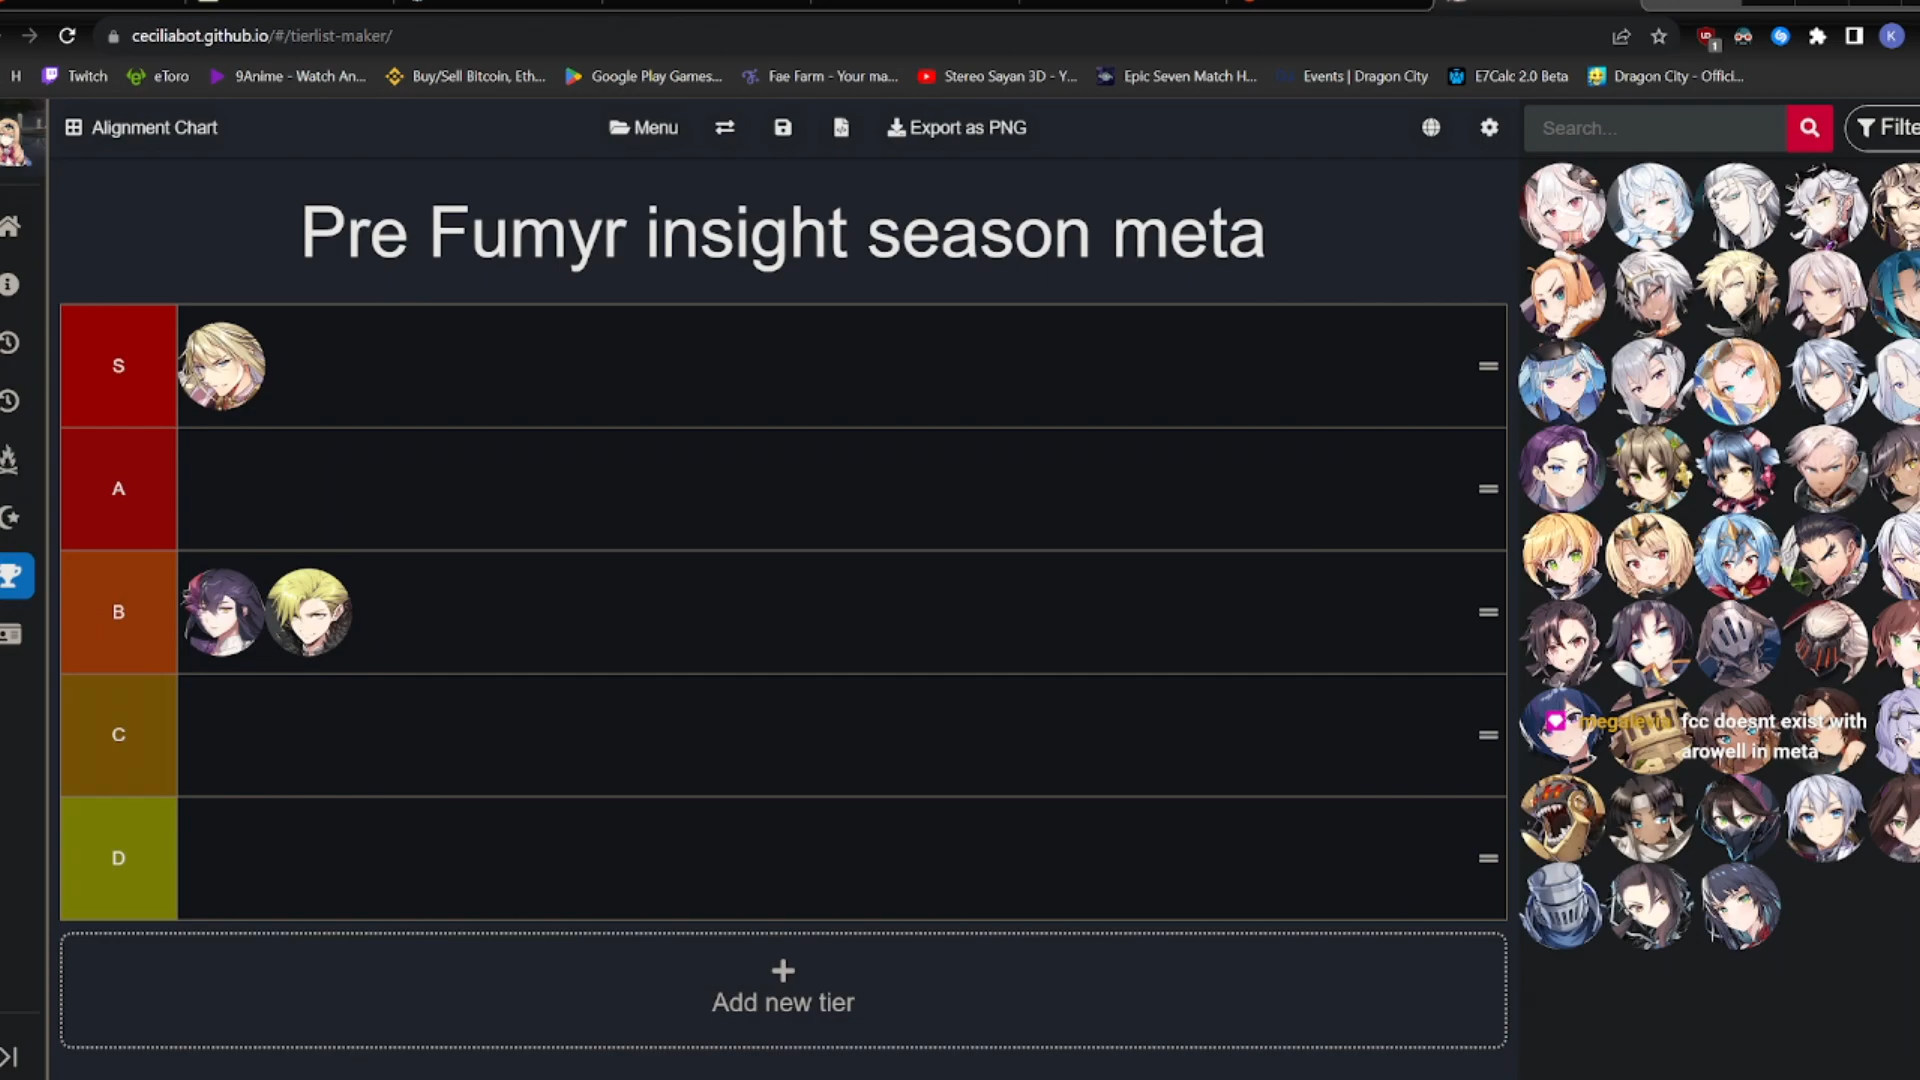 ceciliabot.github.io/#/tierlist-maker/
H Twitch eToro 9Anime - Watch An... Buy/Sell Bitcoin, Eth... Google Play Games... Fae Farm - Your ma... Stereo Sayan 3D - Y... Epic Seven Match H... Events | Dragon City E7Calc 2.0 Beta Dragon City - Offici...
Alignment Chart Menu Export as PNG Search... Filte
Pre Fumyr insight season meta
S
A
B
C
D
megalevin fcc doesnt exist with
arowell in meta
Add new tier
UD 1
K